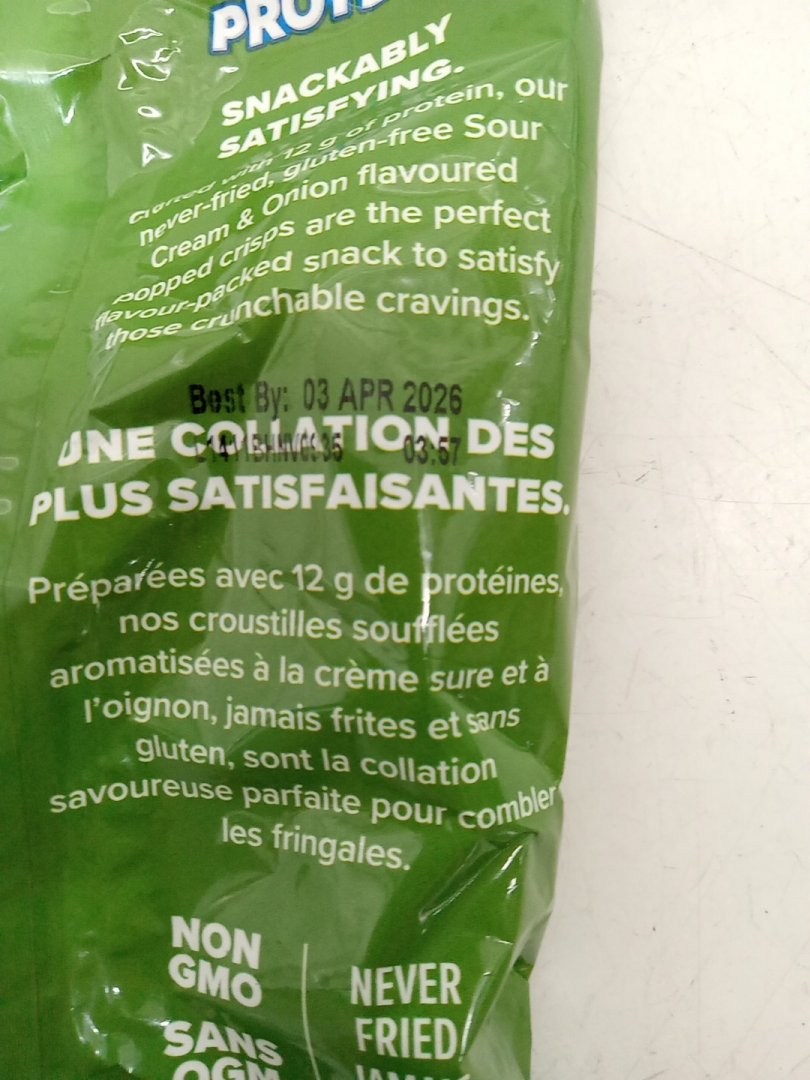 SNACKABLY
SATISFYING.
Crafted with 12 g of protein, our
never-fried, gluten-free Sour
Cream & Onion flavoured
popped crisps are the perfect
flavour-packed snack to satisfy
those crunchable cravings.
Best By: 03 APR 2026
UNE COLLATION DES
03:57
PLUS SATISFAISANTES.
Préparées avec 12 g de protéines,
nos croustilles soufflées
aromatisées à la crème sure et à
l'oignon, jamais frites et sans
gluten, sont la collation
savoureuse parfaite pour combler
les fringales.
NON
GMO
SANS
OGM
NEVER
FRIED